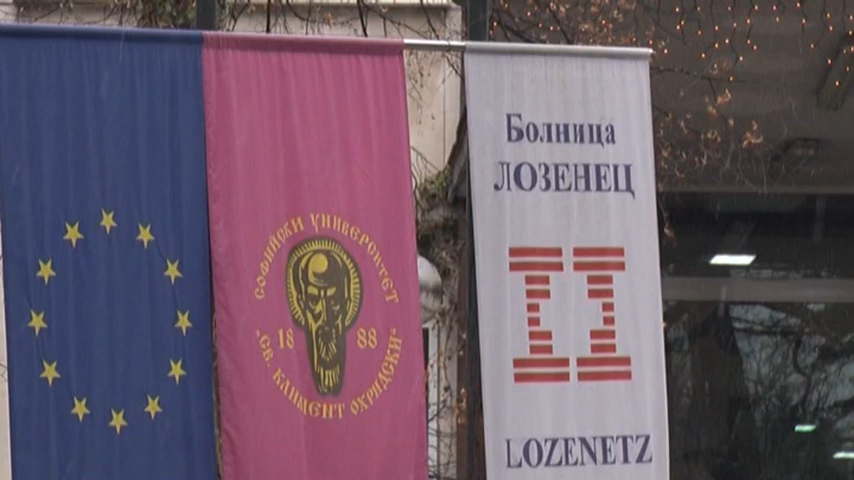 СОФИЙСКИ УНИВЕРСИТЕТ
18 88
„СВ. КЛИМЕНТ ОХРИДСКИ“
Болница
ЛОЗЕНЕЦ
LOZENETZ